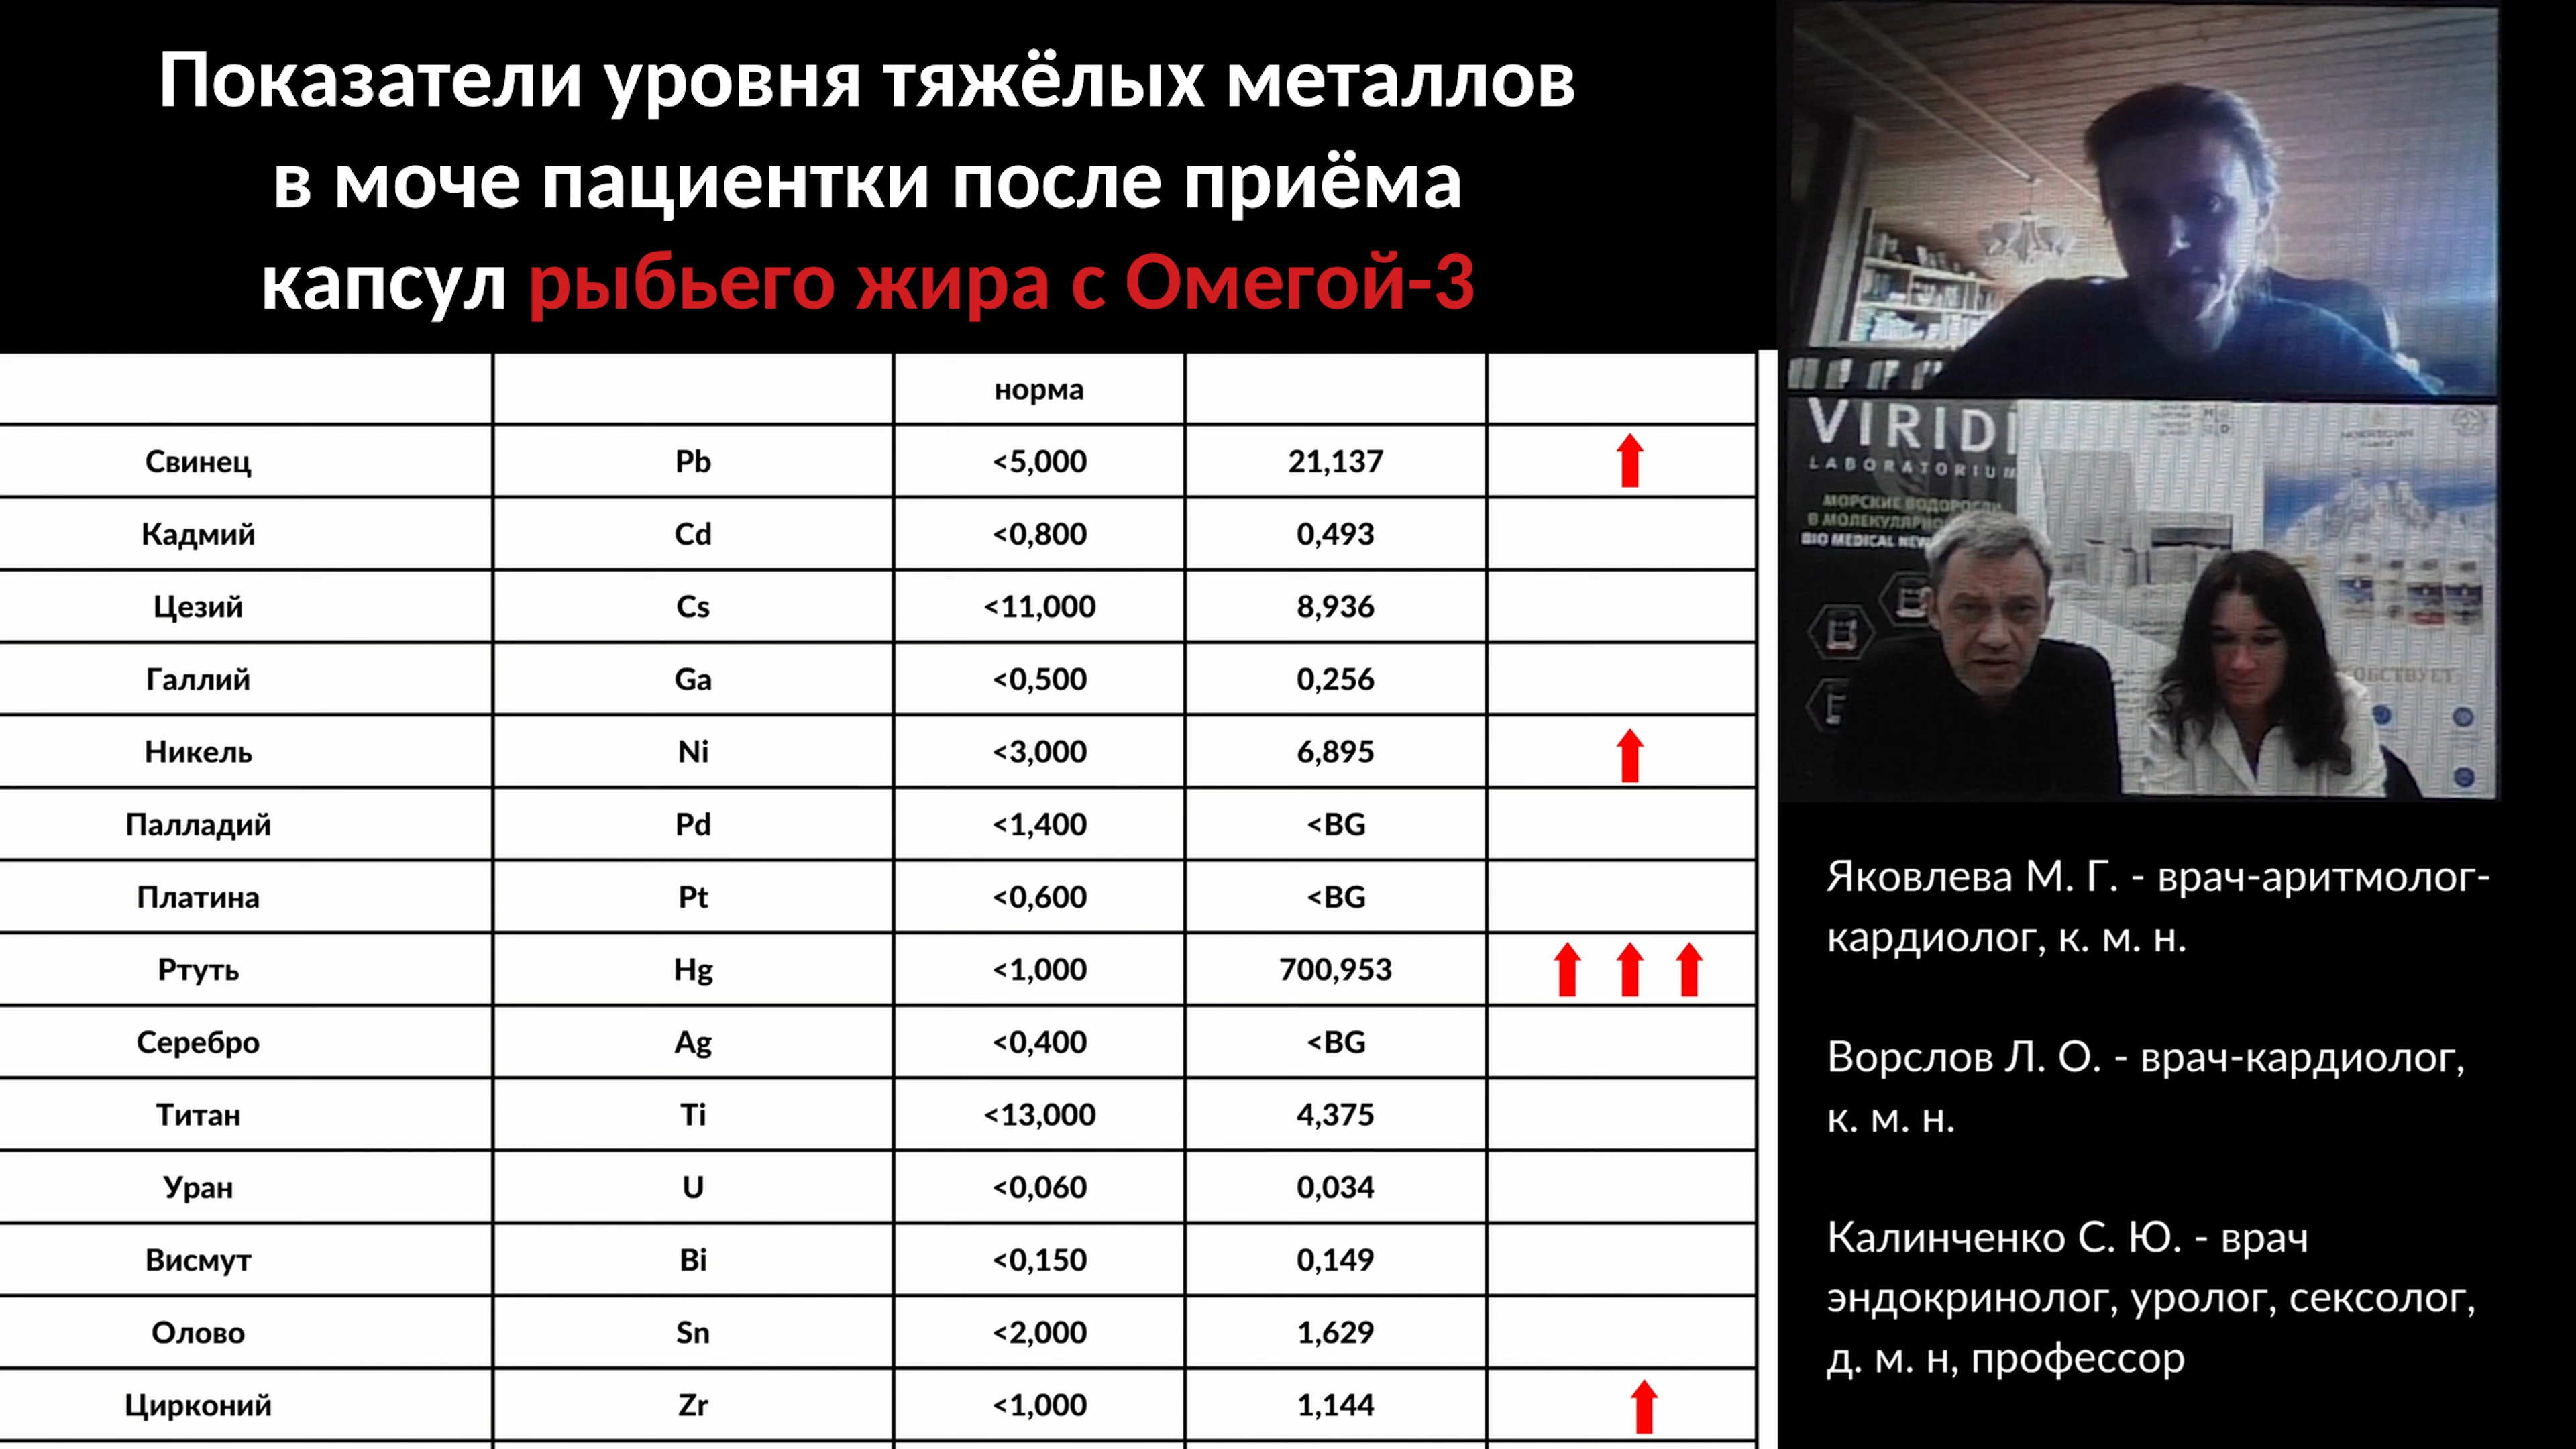 Показатели уровня тяжёлых металлов
в моче пациентки после приёма
капсул рыбьего жира с Омегой-3
норма
Свинец Pb <5,000 21,137
Кадмий Cd <0,800 0,493
Цезий Cs <11,000 8,936
Галлий Ga <0,500 0,256
Никель Ni <3,000 6,895
Палладий Pd <1,400 <BG
Платина Pt <0,600 <BG
Ртуть Hg <1,000 700,953
Серебро Ag <0,400 <BG
Титан Ti <13,000 4,375
Уран U <0,060 0,034
Висмут Bi <0,150 0,149
Олово Sn <2,000 1,629
Цирконий Zr <1,000 1,144
VIRIDI
LABORATORIUM
МОРСКИЕ ВОДОРОСЛИ
В МОЛЕКУЛЯРНО
BIO MEDICAL NEW
Яковлева М. Г. - врач-аритмолог-
кардиолог, к. м. н.
Ворслов Л. О. - врач-кардиолог,
к. м. н.
Калинченко С. Ю. - врач
эндокринолог, уролог, сексолог,
д. м. н, профессор